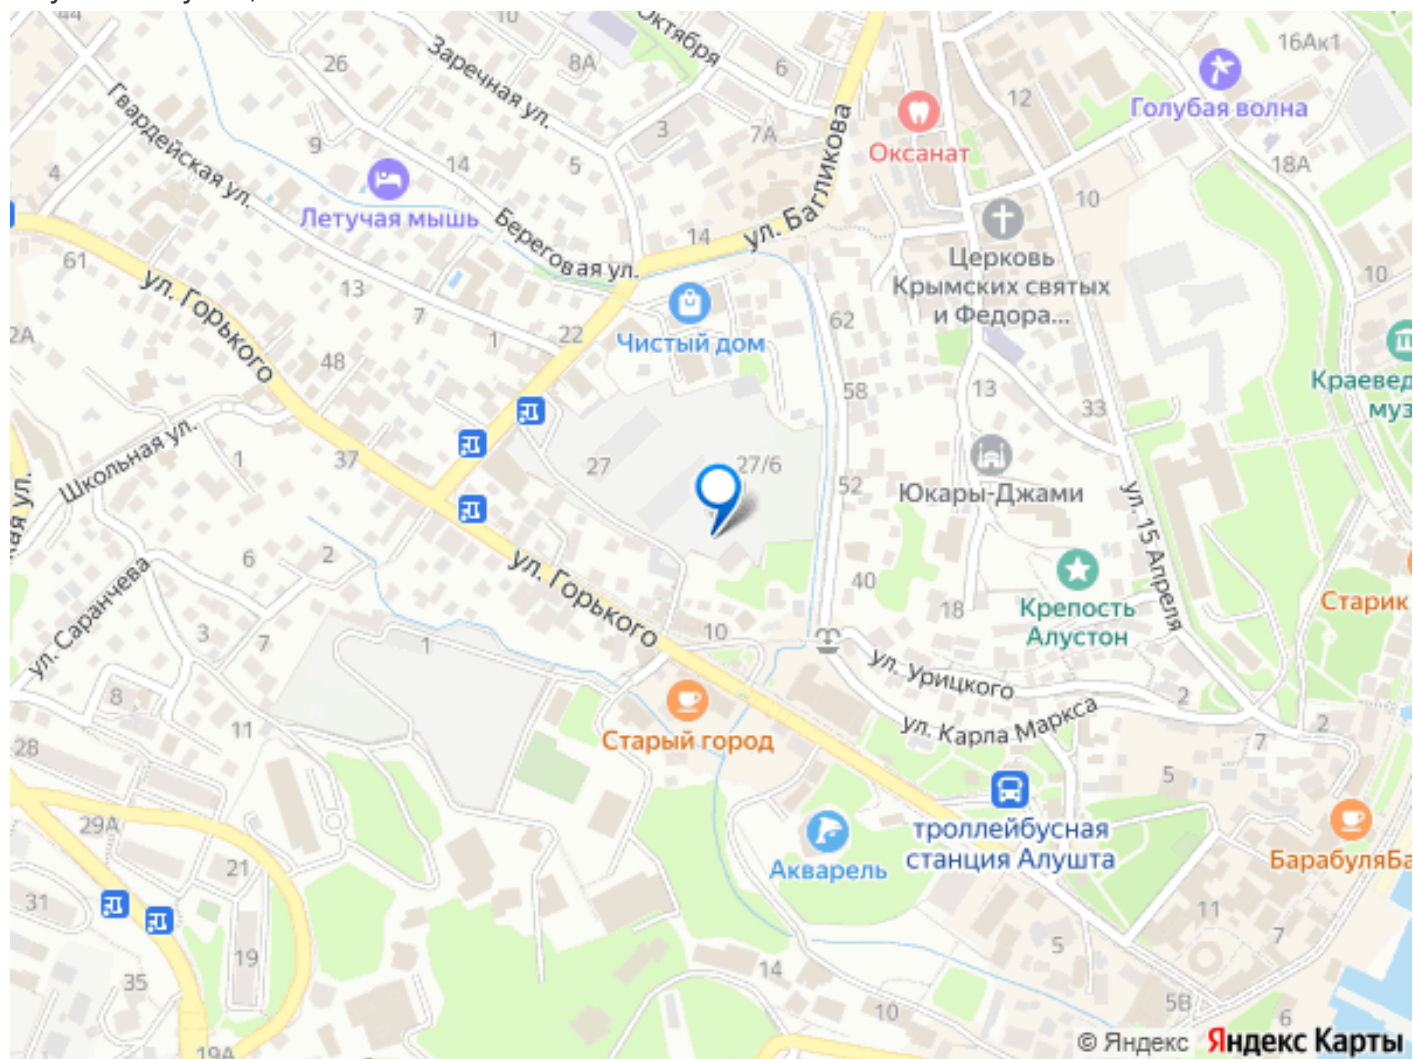 44
10
Октября
16Ак1
Заречная ул.
8А
6
26
12
Голубая волна
Гвардейская ул.
3
7А
ул. Багликова
Оксанат
9
14
5
18А
4
10
Летучая мышь
Береговая ул.
14
Церковь
Крымских святых
и Федора...
61
ул. Горького
13
7
10
62
2А
1
22
Чистый дом
48
Краевед
муз
58
13
33
Школьная ул.
1
37
27
27/6
52
Юкары-Джами
ул. 15 Апреля
кая ул.
6
2
ул. Горького
40
18
Крепость
Алустон
Старик
ул. Саранчева
3
7
1
10
ул. Урицкого
2
8
11
ул. Карла Маркса
2
28
Старый город
7
5
29А
троллейбусная
станция Алушта
21
Акварель
БарабуляБа
31
11
7
19
5
35
14
10
5В
6
19А
© Яндекс Яндекс Карты